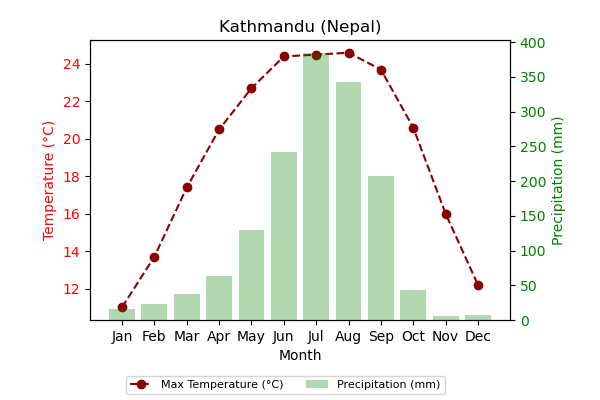 Kathmandu (Nepal)
Temperature (°C)
24
22
20
18
16
14
12
400
350
300
250
200
150
100
50
0
Precipitation (mm)
Jan Feb Mar Apr May Jun Jul Aug Sep Oct Nov Dec
Month
Max Temperature (°C) Precipitation (mm)